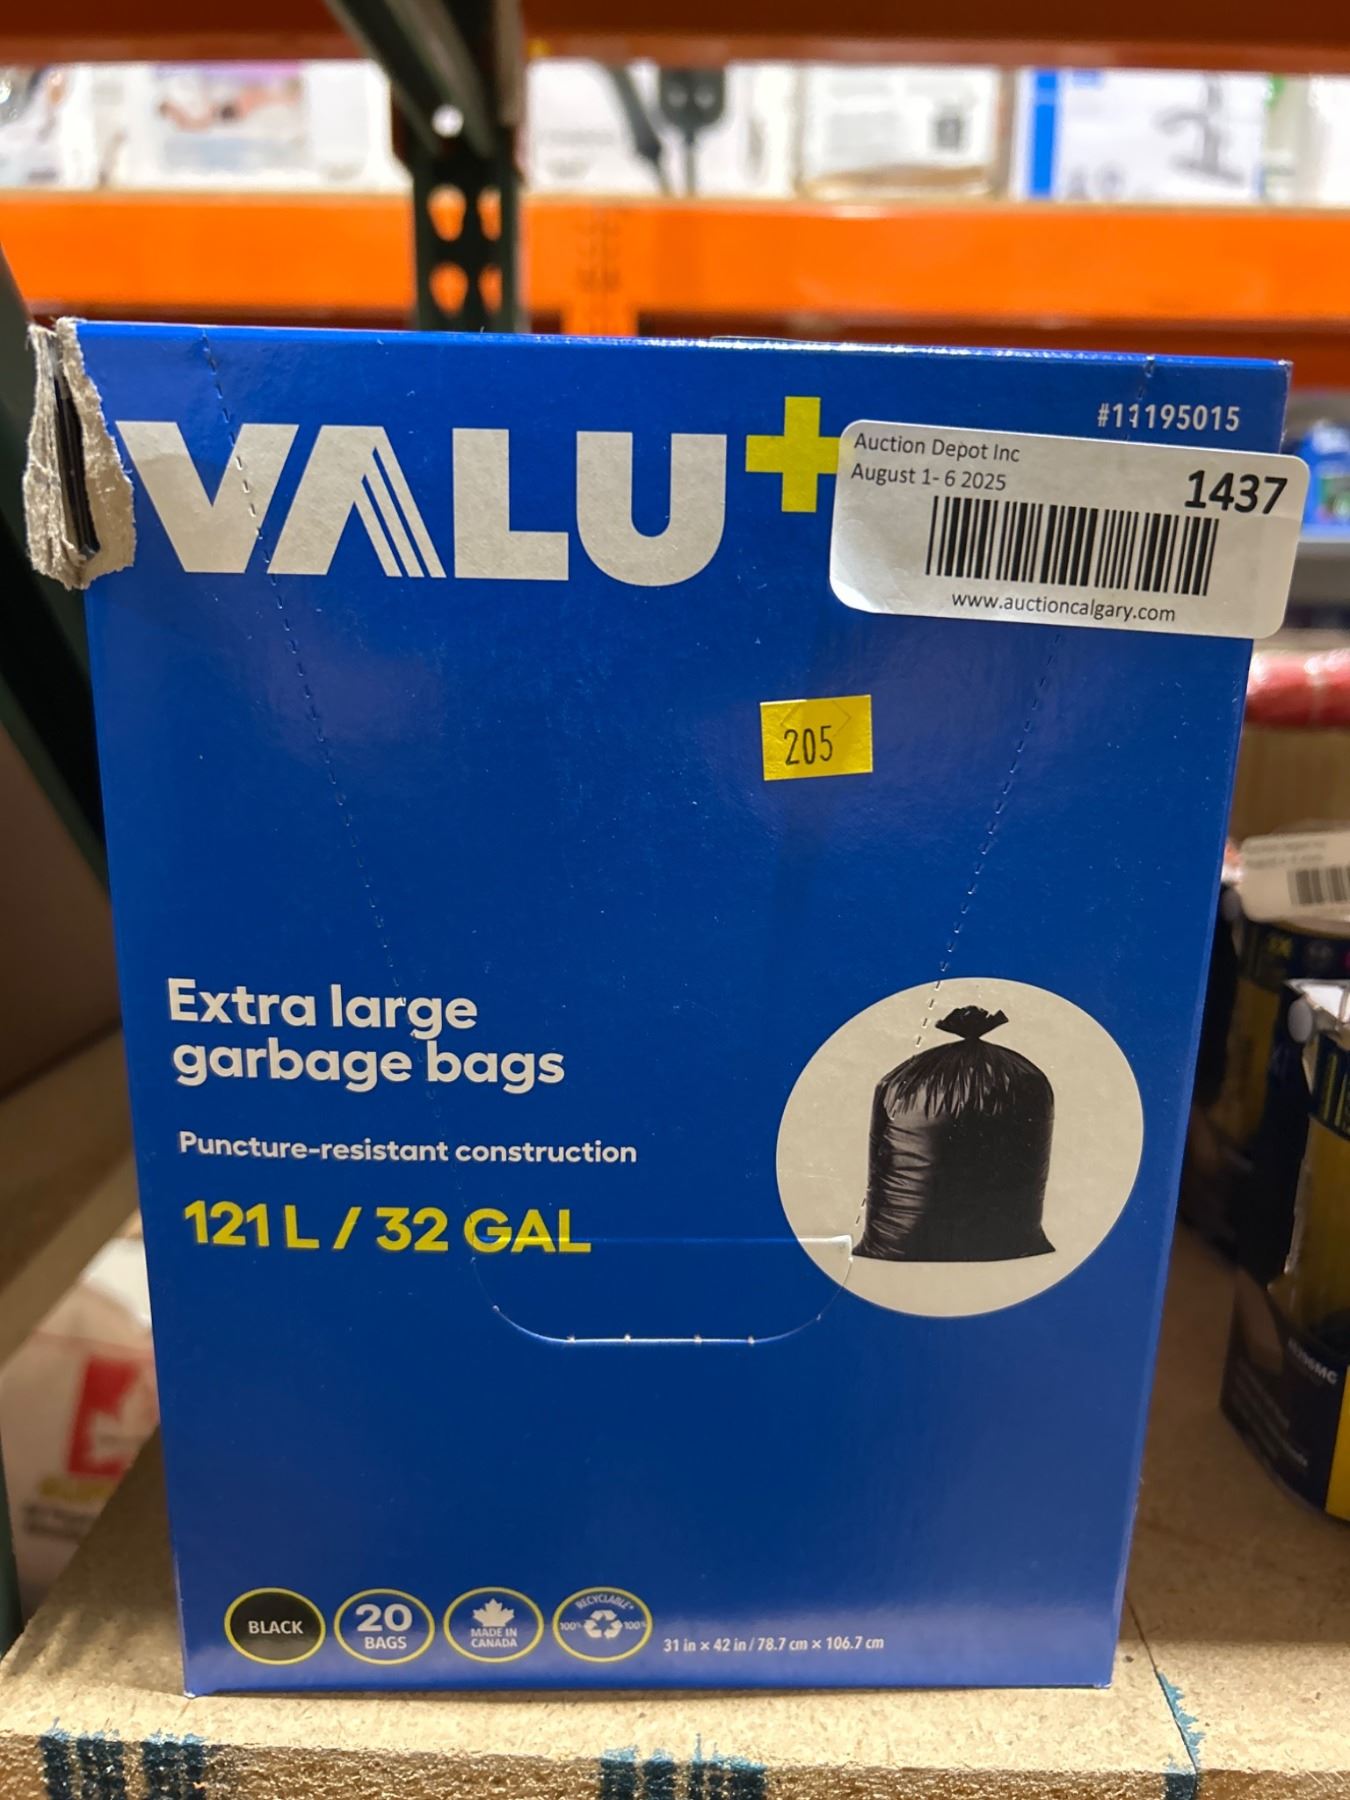 VALU+
#11195015
Auction Depot Inc
August 1- 6 2025
1437
www.auctioncalgary.com
205
Extra large
garbage bags
Puncture-resistant construction
121 L / 32 GAL
BLACK
20
BAGS
MADE IN
CANADA
RECYCLABLE*
100% 100%
31 in × 42 in / 78.7 cm × 106.7 cm